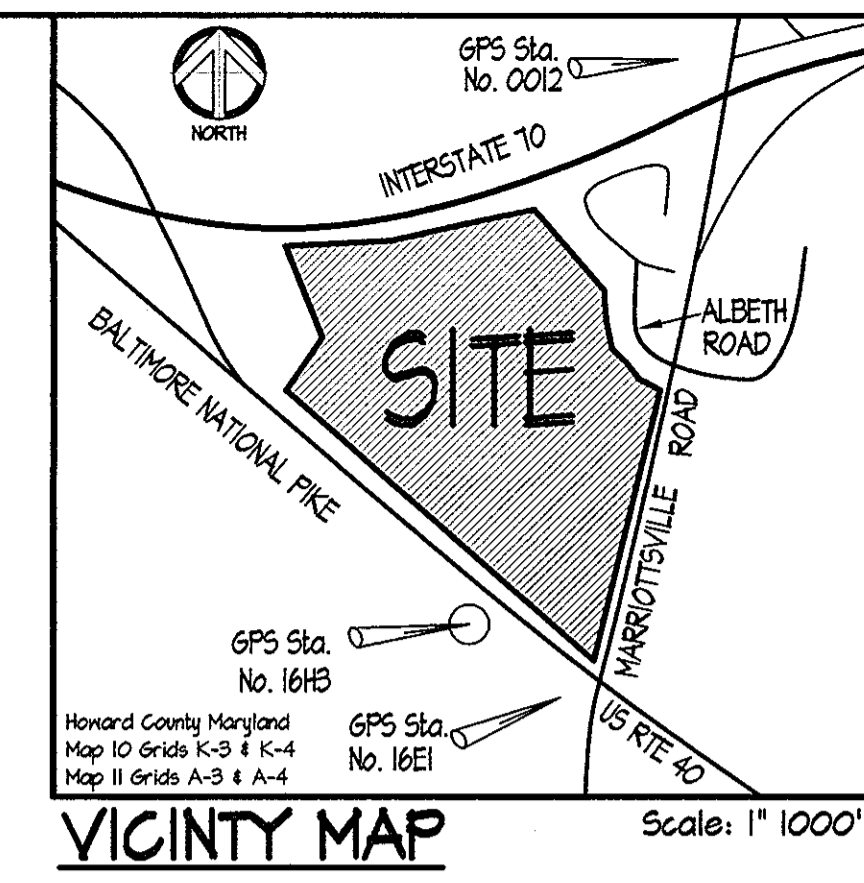 GPS Sta.
No. 0012
NORTH
INTERSTATE 70
ALBETH
ROAD
SITE
BALTIMORE NATIONAL PIKE
MARRIOTTSVILLE ROAD
GPS Sta.
No. 16H3
GPS Sta.
No. 16E1
US RTE 40
Howard County Maryland
Map 10 Grids K-3 & K-4
Map 11 Grids A-3 & A-4
VICINTY MAP
Scale: 1" 1000'